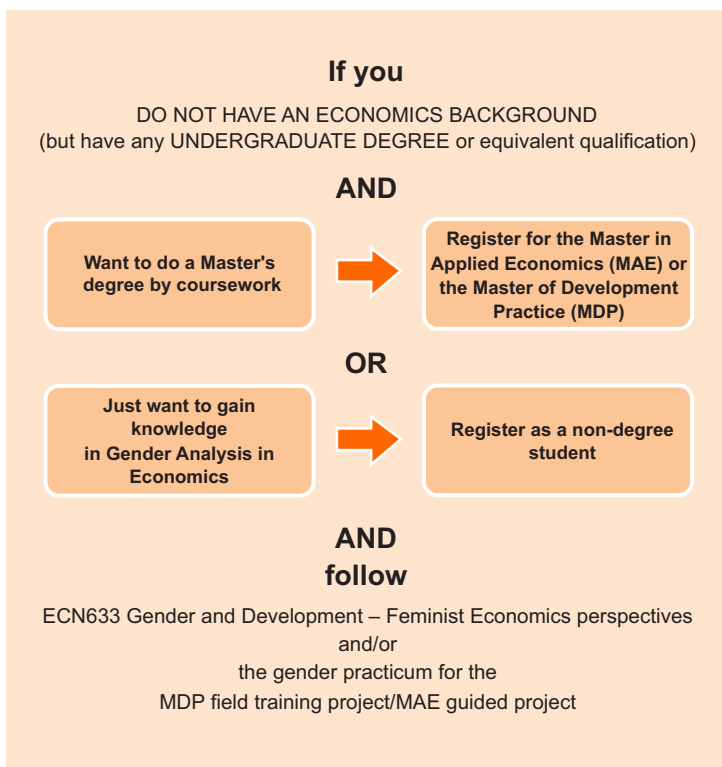 If you
DO NOT HAVE AN ECONOMICS BACKGROUND
(but have any UNDERGRADUATE DEGREE or equivalent qualification)
AND
Want to do a Master's
degree by coursework
Register for the Master in
Applied Economics (MAE) or
the Master of Development
Practice (MDP)
OR
Just want to gain
knowledge
in Gender Analysis in
Economics
Register as a non-degree
student
AND
follow
ECN633 Gender and Development – Feminist Economics perspectives
and/or
the gender practicum for the
MDP field training project/MAE guided project